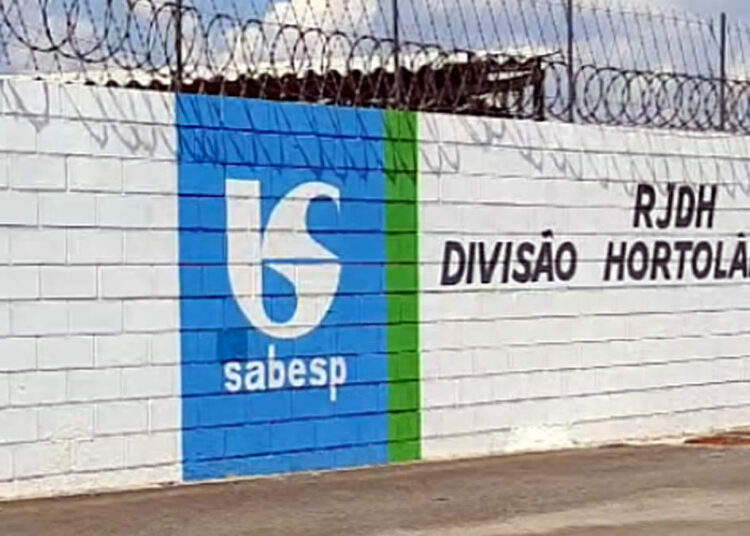 sabesp
RJDH
DIVISÃO HORTOLÂ